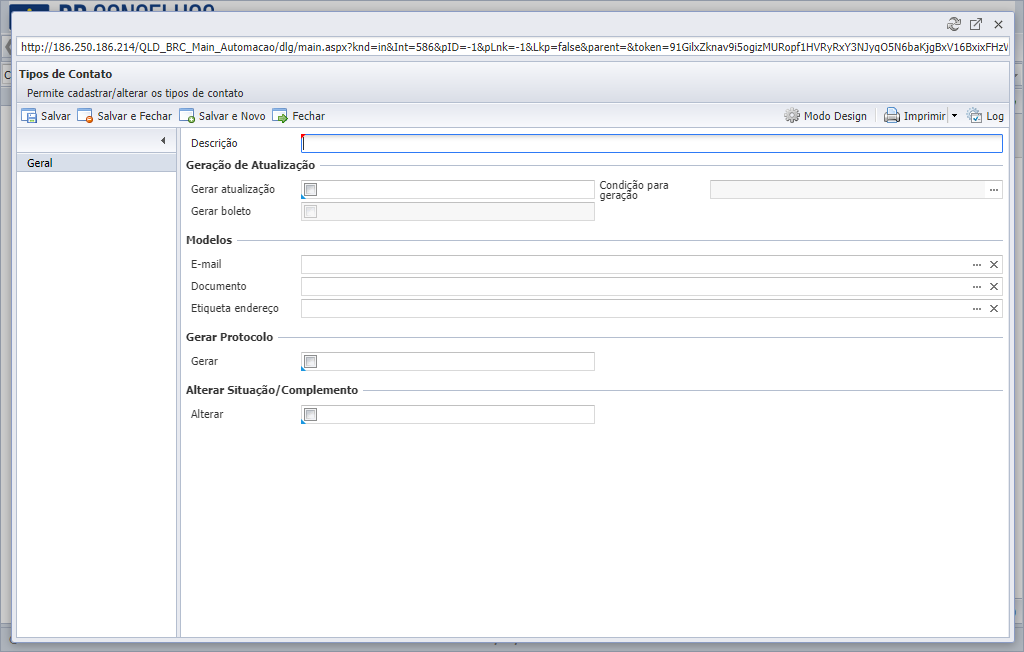 BR CONSELHOS
http://186.250.186.214/QLD_BRC_Main_Automacao/dlg/main.aspx?knd=in&Int=586&pID=-1&pLnk=-1&Lkp=false&parent=&token=91GilxZknav9i5ogizMURopf1HVRyRxY3NJyqO5N6baKjgBxV16BxixFHzW
Tipos de Contato
Permite cadastrar/alterar os tipos de contato
Salvar Salvar e Fechar Salvar e Novo Fechar Modo Design Imprimir Log
Geral
Descrição
Geração de Atualização
Gerar atualização Condição para geração
Gerar boleto
Modelos
E-mail
Documento
Etiqueta endereço
Gerar Protocolo
Gerar
Alterar Situação/Complemento
Alterar